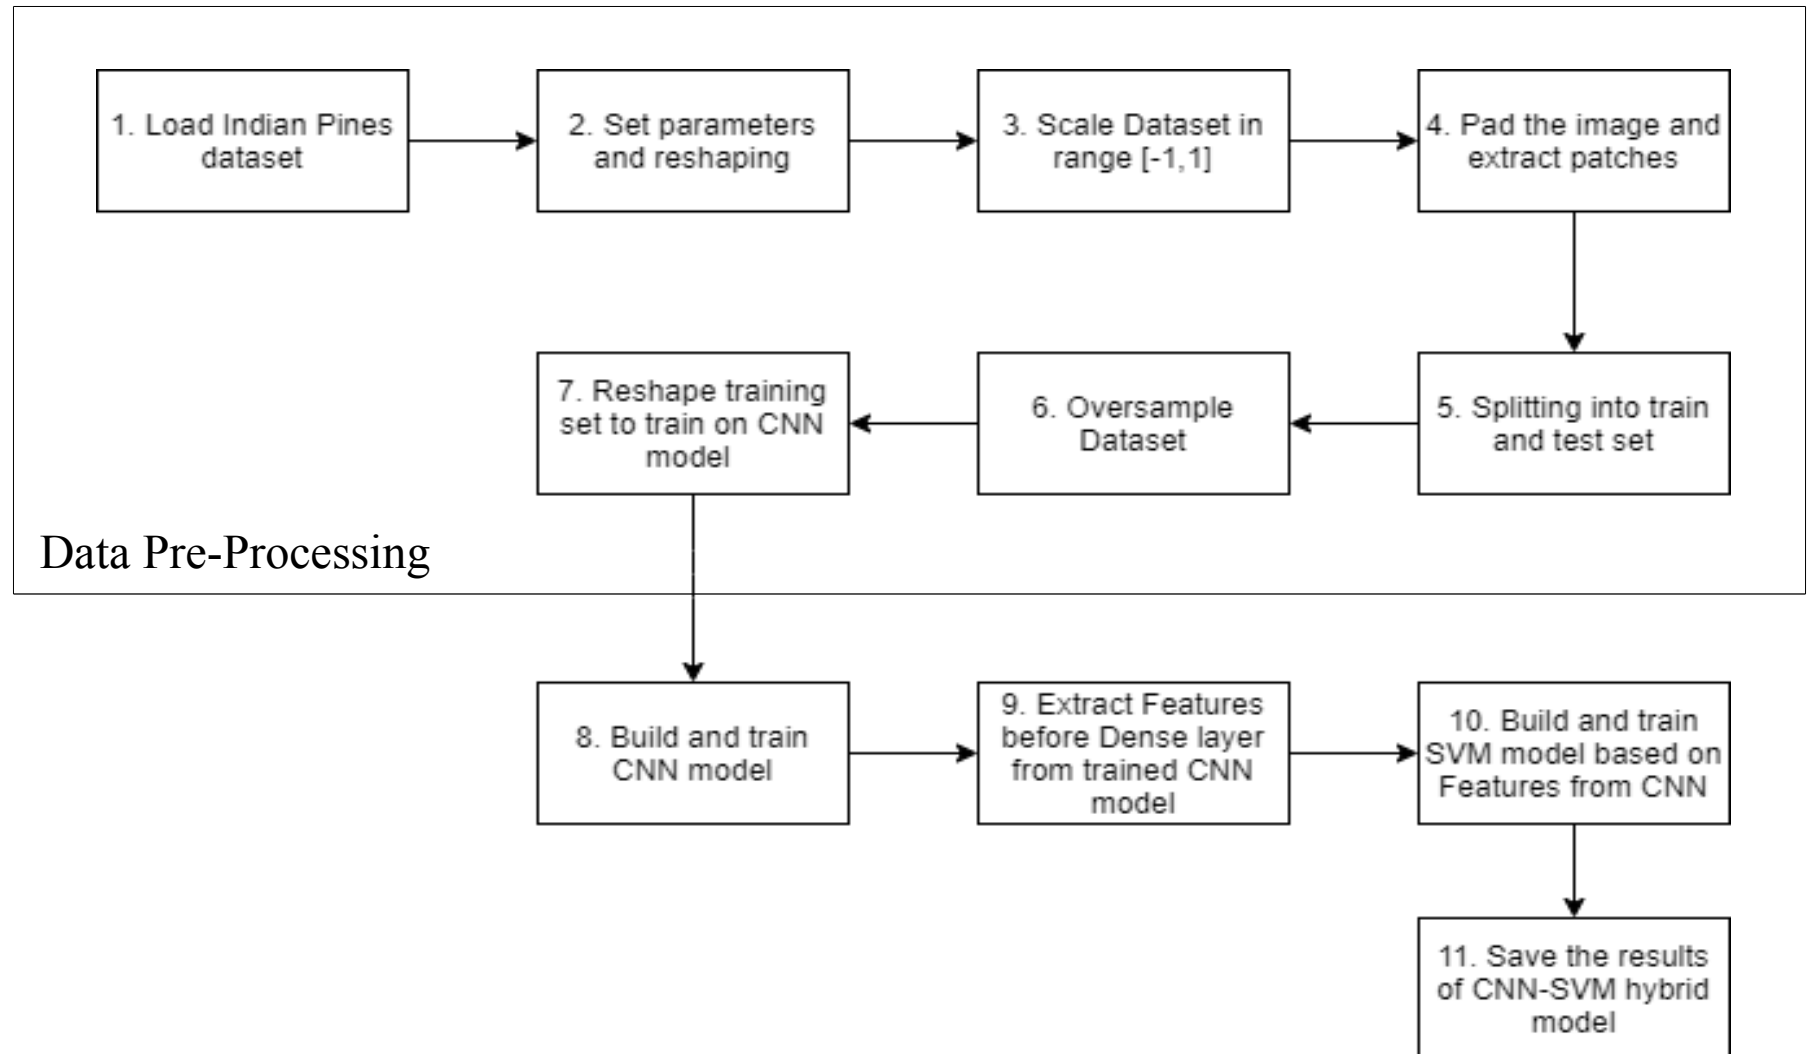 1. Load Indian Pines
dataset
2. Set parameters
and reshaping
3. Scale Dataset in
range [-1,1]
4. Pad the image and
extract patches
5. Splitting into train
and test set
6. Oversample
Dataset
7. Reshape training
set to train on CNN
model
Data Pre-Processing
8. Build and train
CNN model
9. Extract Features
before Dense layer
from trained CNN
model
10. Build and train
SVM model based on
Features from CNN
11. Save the results
of CNN-SVM hybrid
model